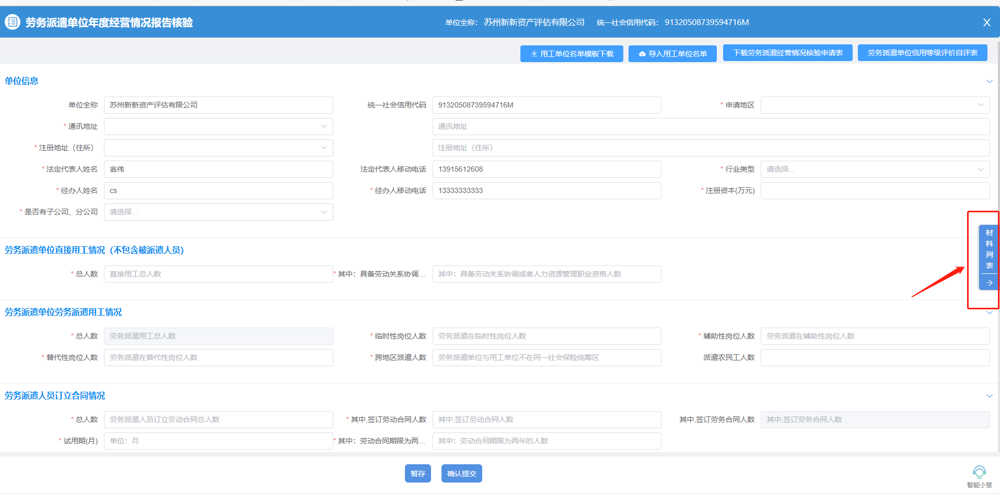 劳务派遣单位年度经营情况报告核验
单位全称： 苏州新新资产评估有限公司 统一社会信用代码： 91320508739594716M
用工单位名单模板下载 导入用工单位名单 下载劳务派遣经营情况核验申请表 劳务派遣单位信用等级评价自评表
单位信息
单位全称 苏州新新资产评估有限公司 统一社会信用代码 91320508739594716M * 申请地区
* 通讯地址 通讯地址
* 注册地址（住所） 注册地址（住所）
* 法定代表人姓名 翁伟 法定代表人移动电话 13915612608 * 行业类型 请选择...
* 经办人姓名 cs * 经办人移动电话 13333333333 * 注册资本(万元)
* 是否有子公司、分公司 请选择...
材料列表
劳务派遣单位直接用工情况（不包含被派遣人员）
* 总人数 直接用工总人数 * 其中：具备劳动关系协调... 其中：具备劳动关系协调或者人力资源管理职业资格人数
劳务派遣单位劳务派遣用工情况
* 总人数 劳务派遣用工总人数 * 临时性岗位人数 劳务派遣在临时性岗位人数 * 辅助性岗位人数 劳务派遣在辅助性岗位人数
* 替代性岗位人数 劳务派遣在替代性岗位人数 * 跨地区派遣人数 劳务派遣单位与用工单位不在同一社会保险统筹区 派遣农民工人数
劳务派遣人员订立合同情况
* 总人数 劳务派遣人员订立劳动合同总人数 * 其中,签订劳动合同人数 其中,签订劳动合同人数 其中,签订劳务合同人数 其中,签订劳务合同人数
* 试用期(月) 单位：月 * 其中：劳动合同期限为两... 其中：劳动合同期限为两年的人数
暂存 确认提交
智能小慧